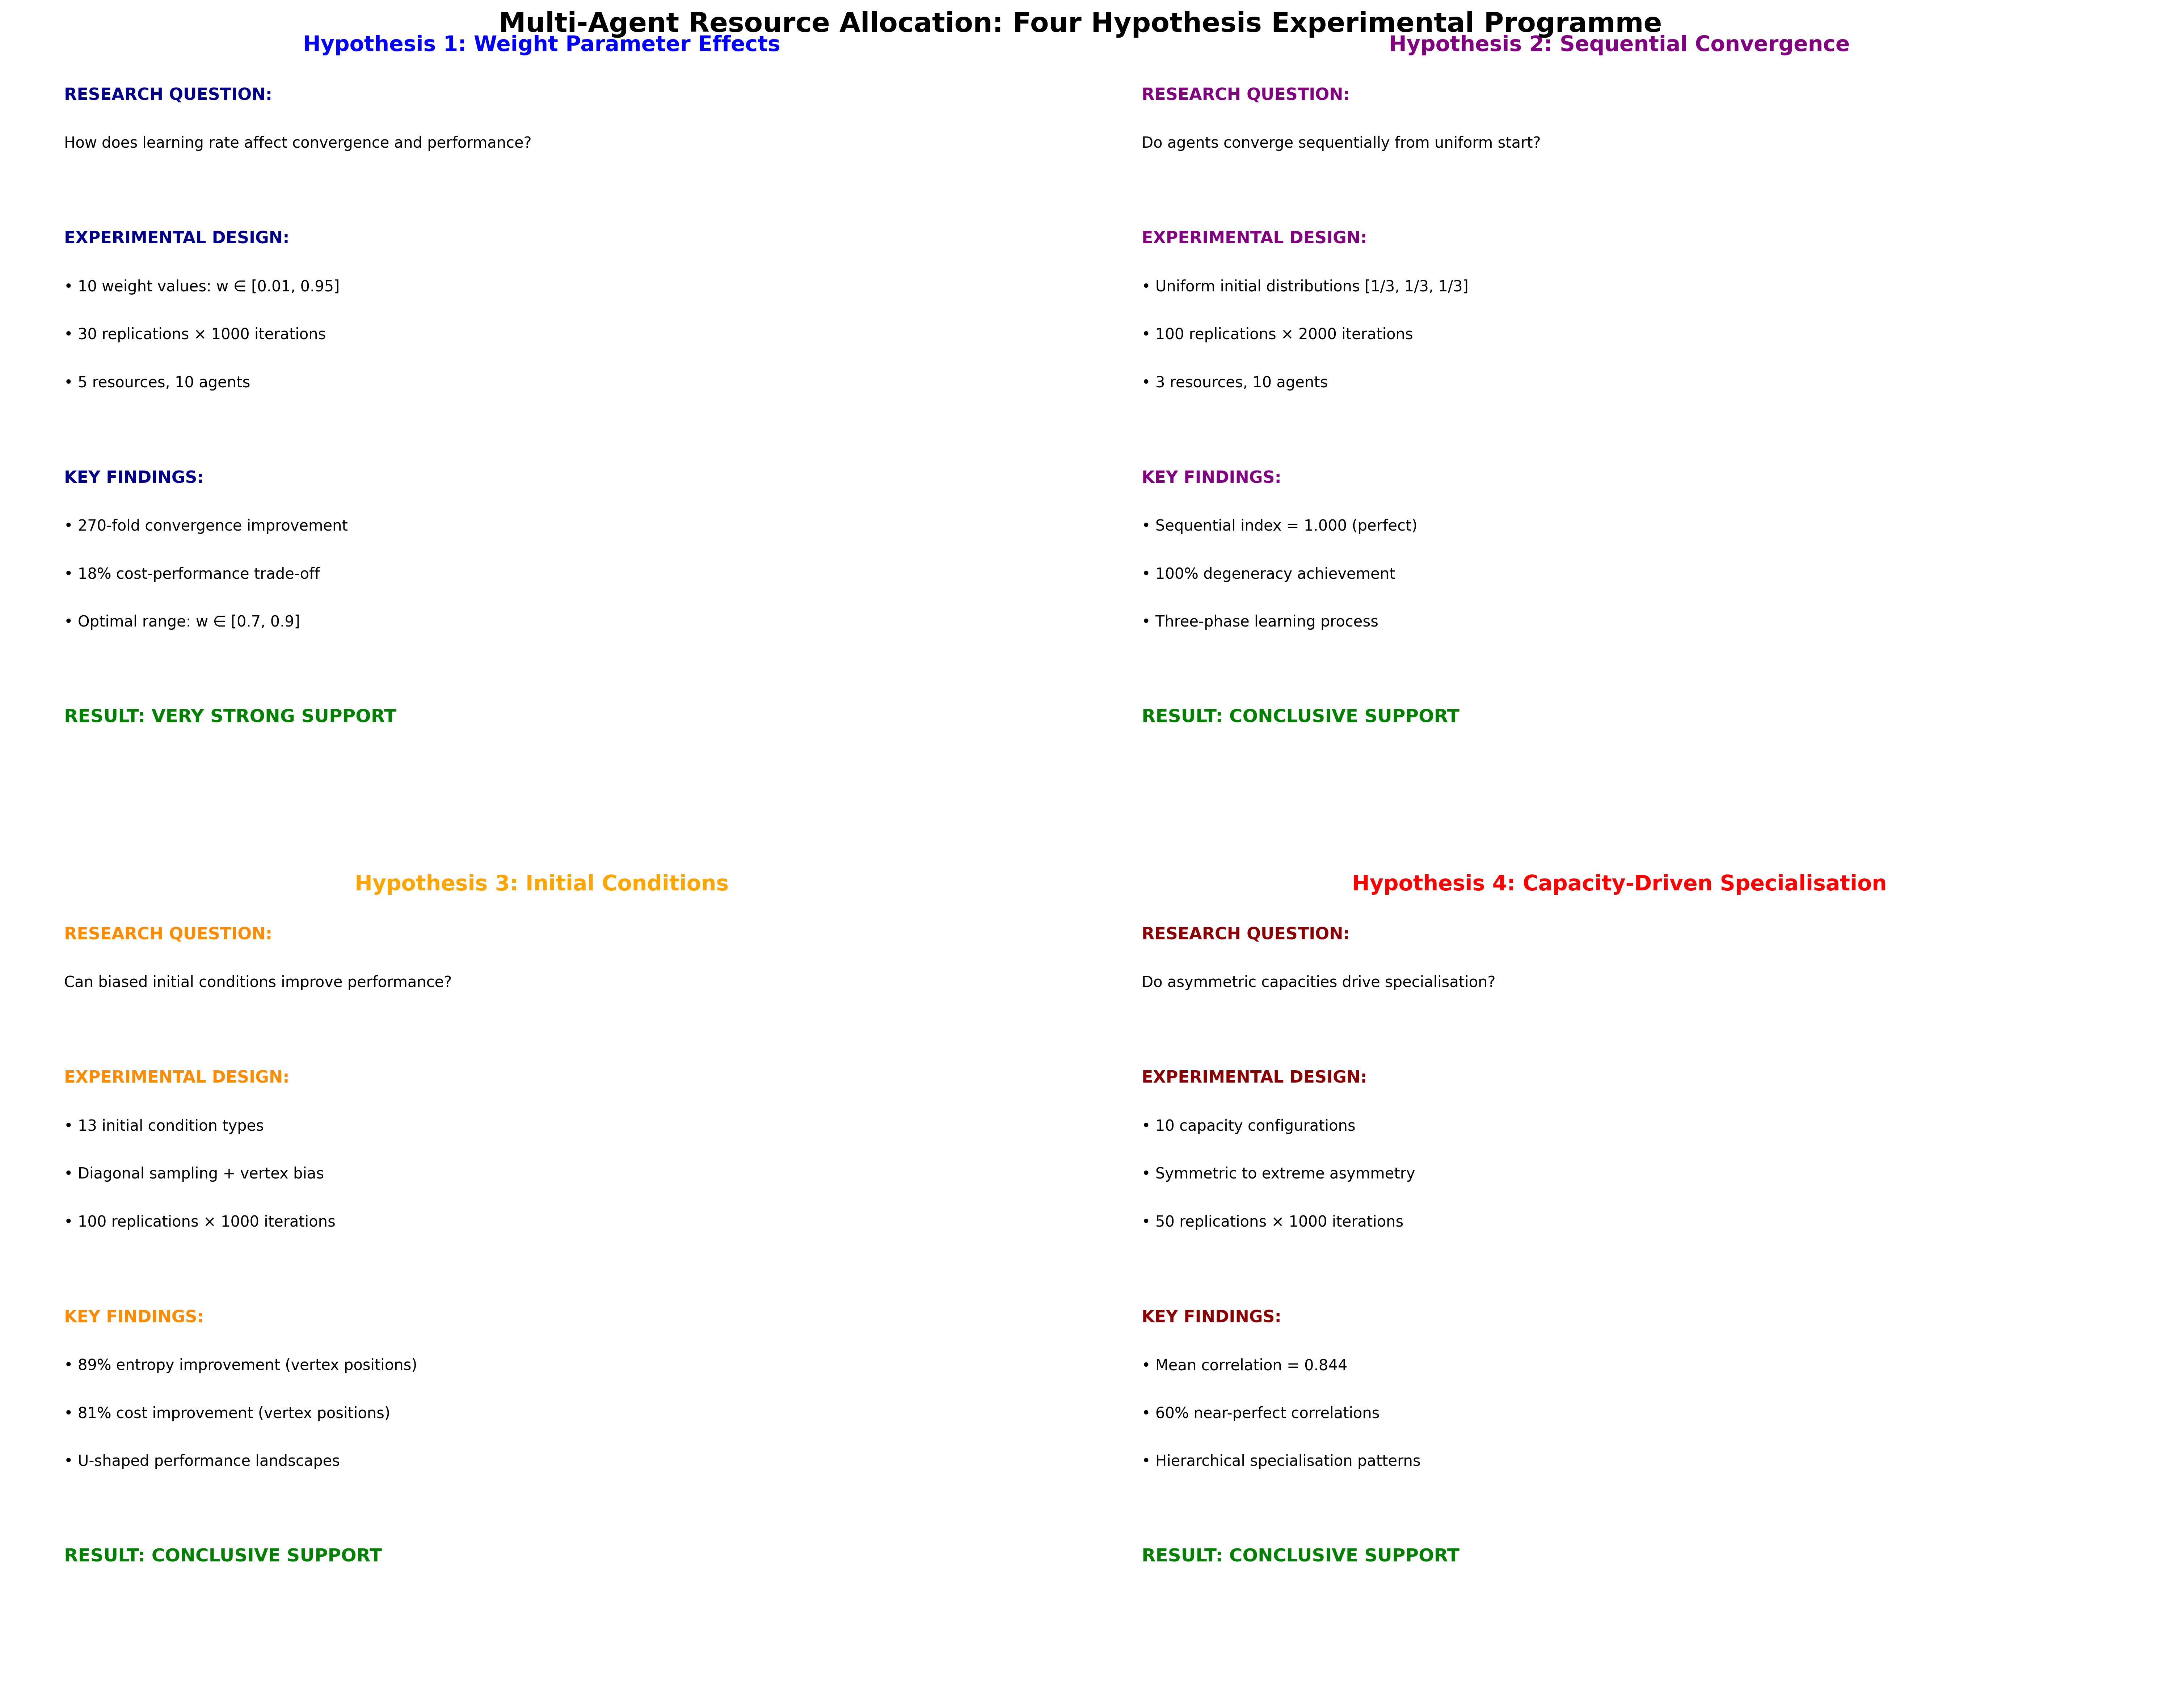 Multi-Agent Resource Allocation: Four Hypothesis Experimental Programme
Hypothesis 1: Weight Parameter Effects
RESEARCH QUESTION:
How does learning rate affect convergence and performance?
EXPERIMENTAL DESIGN:
• 10 weight values: w ∈ [0.01, 0.95]
• 30 replications × 1000 iterations
• 5 resources, 10 agents
KEY FINDINGS:
• 270-fold convergence improvement
• 18% cost-performance trade-off
• Optimal range: w ∈ [0.7, 0.9]
RESULT: VERY STRONG SUPPORT
Hypothesis 2: Sequential Convergence
RESEARCH QUESTION:
Do agents converge sequentially from uniform start?
EXPERIMENTAL DESIGN:
• Uniform initial distributions [1/3, 1/3, 1/3]
• 100 replications × 2000 iterations
• 3 resources, 10 agents
KEY FINDINGS:
• Sequential index = 1.000 (perfect)
• 100% degeneracy achievement
• Three-phase learning process
RESULT: CONCLUSIVE SUPPORT
Hypothesis 3: Initial Conditions
RESEARCH QUESTION:
Can biased initial conditions improve performance?
EXPERIMENTAL DESIGN:
• 13 initial condition types
• Diagonal sampling + vertex bias
• 100 replications × 1000 iterations
KEY FINDINGS:
• 89% entropy improvement (vertex positions)
• 81% cost improvement (vertex positions)
• U-shaped performance landscapes
RESULT: CONCLUSIVE SUPPORT
Hypothesis 4: Capacity-Driven Specialisation
RESEARCH QUESTION:
Do asymmetric capacities drive specialisation?
EXPERIMENTAL DESIGN:
• 10 capacity configurations
• Symmetric to extreme asymmetry
• 50 replications × 1000 iterations
KEY FINDINGS:
• Mean correlation = 0.844
• 60% near-perfect correlations
• Hierarchical specialisation patterns
RESULT: CONCLUSIVE SUPPORT